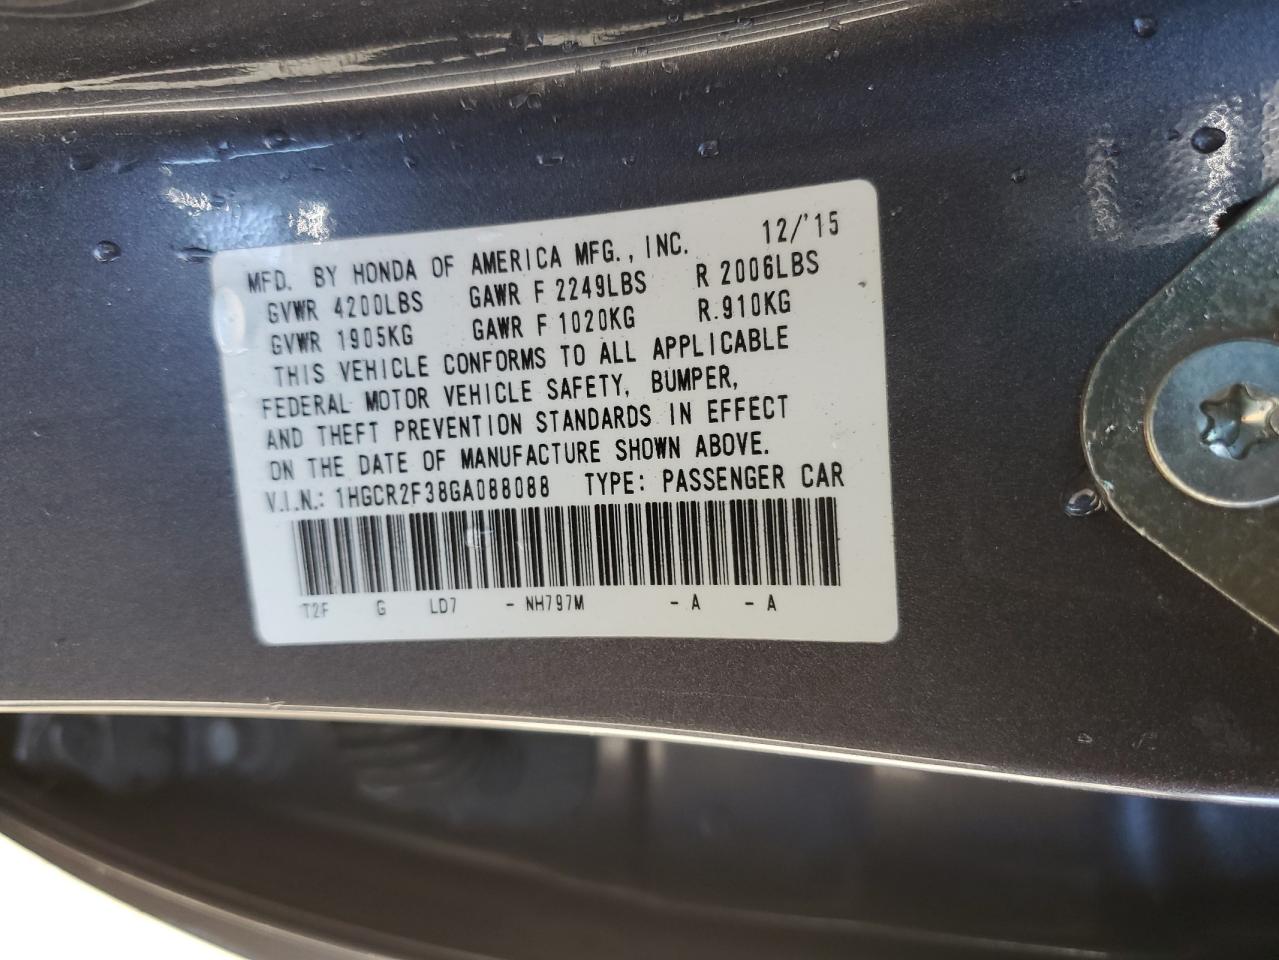 12/'15
MFD. BY HONDA OF AMERICA MFG., INC.
GVWR 4200LBS GAWR F 2249LBS R 2006LBS
GVWR 1905KG GAWR F 1020KG R.910KG
THIS VEHICLE CONFORMS TO ALL APPLICABLE
FEDERAL MOTOR VEHICLE SAFETY, BUMPER,
AND THEFT PREVENTION STANDARDS IN EFFECT
ON THE DATE OF MANUFACTURE SHOWN ABOVE.
V.I.N.: 1HGCR2F38GA088088 TYPE: PASSENGER CAR
T2F G LD7 - NH797M - A - A